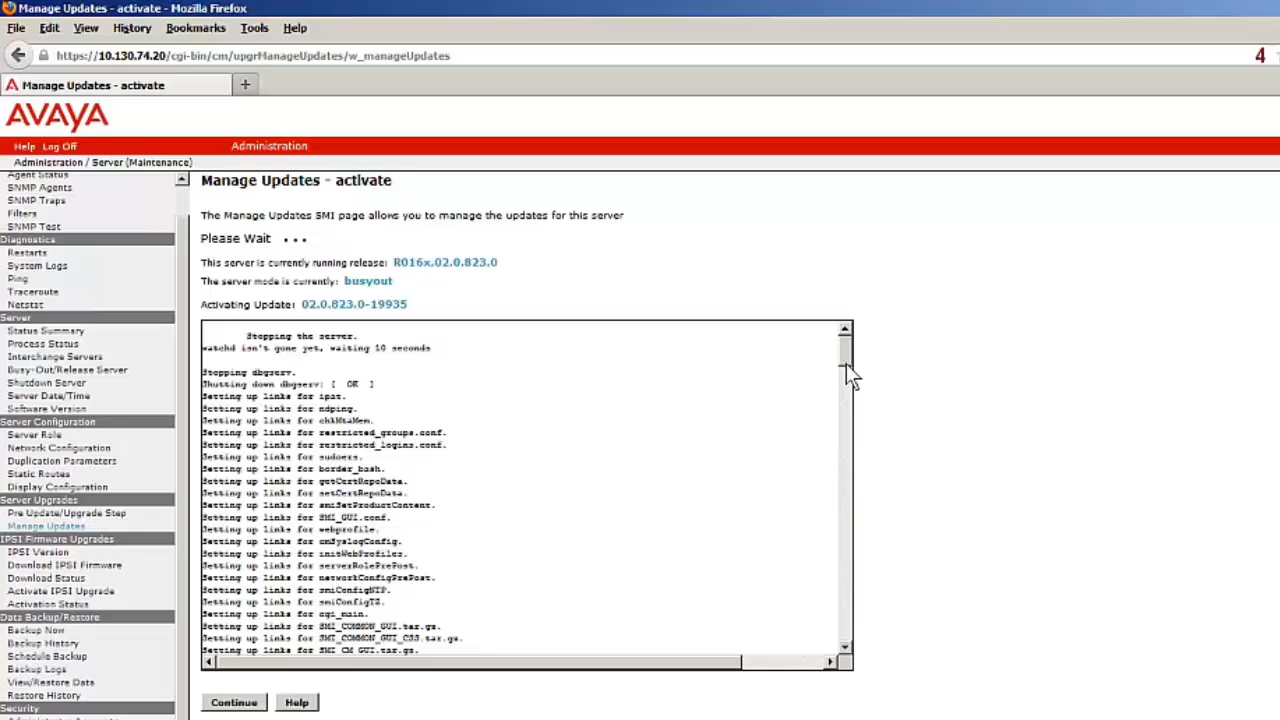 Manage Updates - activate - Mozilla Firefox
File Edit View History Bookmarks Tools Help
https://10.130.74.20/cgi-bin/cm/upgrManageUpdates/w_manageUpdates
4
Manage Updates - activate
+
AVAYA
Help Log Off Administration
Administration / Server (Maintenance)
Agent Status
SNMP Agents
SNMP Traps
Filters
SNMP Test
Diagnostics
Restarts
System Logs
Ping
Traceroute
Netstat
Server
Status Summary
Process Status
Interchange Servers
Busy-Out/Release Server
Shutdown Server
Server Date/Time
Software Version
Server Configuration
Server Role
Network Configuration
Duplication Parameters
Static Routes
Display Configuration
Server Upgrades
Pre Update/Upgrade Step
Manage Updates
IPSI Firmware Upgrades
IPSI Version
Download IPSI Firmware
Download Status
Activate IPSI Upgrade
Activation Status
Data Backup/Restore
Backup Now
Backup History
Schedule Backup
Backup Logs
View/Restore Data
Restore History
Security
Manage Updates - activate
The Manage Updates SMI page allows you to manage the updates for this server
Please Wait . . .
This server is currently running release: R016x.02.0.823.0
The server mode is currently: busyout
Activating Update: 02.0.823.0-19935
Stopping the server.
watchd isn't gone yet, waiting 10 seconds
Stopping dbgserv.
Shutting down dbgserv: [ OK ]
Setting up links for ipat.
Setting up links for ndping.
Setting up links for chkMtaMem.
Setting up links for restricted_groups.conf.
Setting up links for restricted_logins.conf.
Setting up links for sudoers.
Setting up links for border_bash.
Setting up links for getCertRepoData.
Setting up links for setCertRepoData.
Setting up links for smiSetProductContent.
Setting up links for SMI_GUI.conf.
Setting up links for webprofile.
Setting up links for cmSyslogConfig.
Setting up links for initWebProfiles.
Setting up links for serverRolePrePost.
Setting up links for networkConfigPrePost.
Setting up links for smiConfigNTP.
Setting up links for smiConfigTZ.
Setting up links for cgi_main.
Setting up links for SMI_COMMON_GUI.tar.gz.
Setting up links for SMI_COMMON_GUI_CSS.tar.gz.
Setting up links for SMI_CM_GUI.tar.gz.
Continue Help